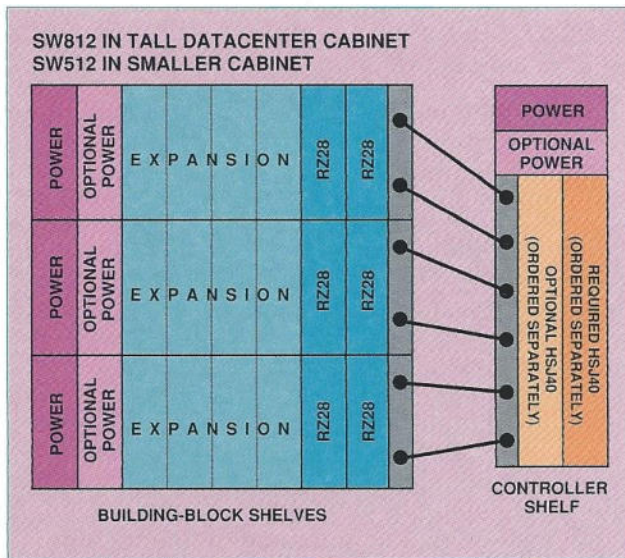 SW812 IN TALL DATACENTER CABINET
SW512 IN SMALLER CABINET
POWER
OPTIONAL
POWER
EXPANSION
RZ28
RZ28
POWER
OPTIONAL
POWER
EXPANSION
RZ28
RZ28
POWER
OPTIONAL
POWER
EXPANSION
RZ28
RZ28
BUILDING-BLOCK SHELVES
POWER
OPTIONAL
POWER
OPTIONAL HSJ40
(ORDERED SEPARATELY)
REQUIRED HSJ40
(ORDERED SEPARATELY)
CONTROLLER
SHELF